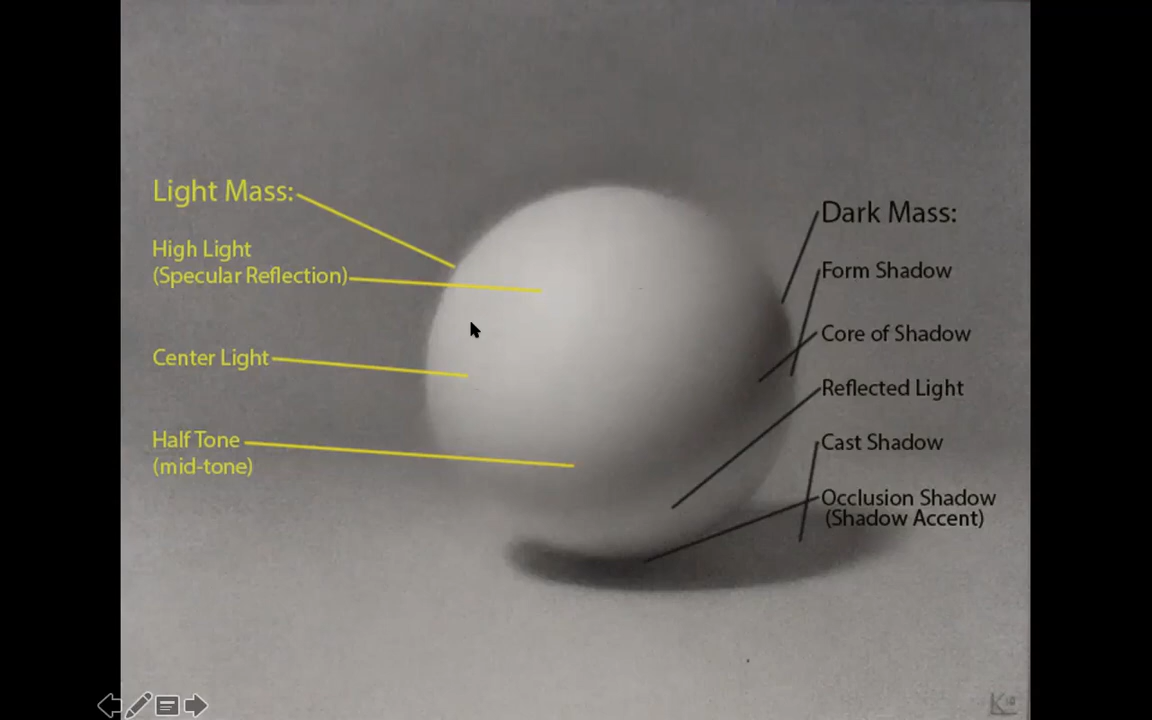 Light Mass:
High Light
(Specular Reflection)
Center Light
Half Tone
(mid-tone)
Dark Mass:
Form Shadow
Core of Shadow
Reflected Light
Cast Shadow
Occlusion Shadow
(Shadow Accent)